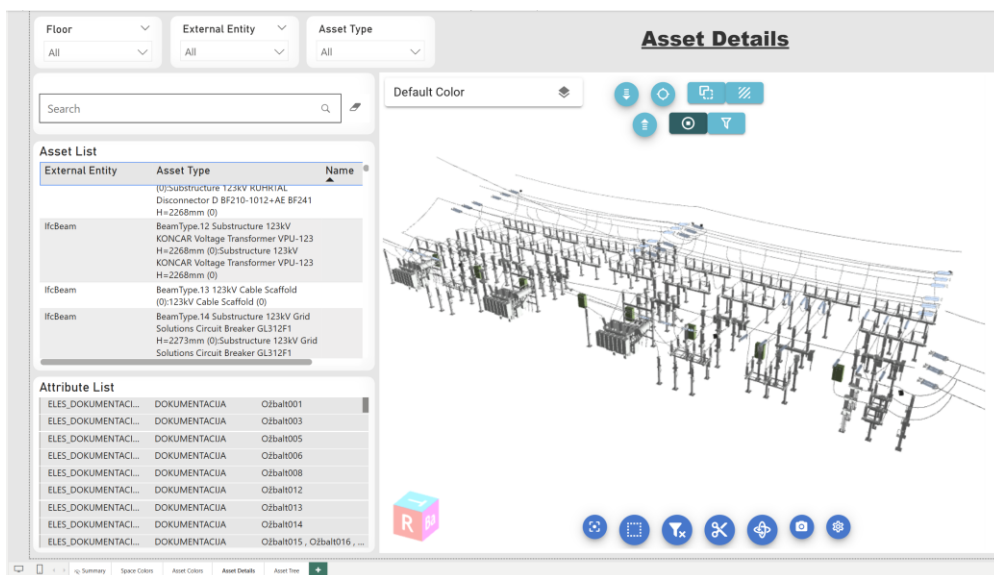 Floor
All
External Entity
All
Asset Type
All
Asset Details
Search
Default Color
Asset List
External Entity Asset Type Name
(0):Substructure 123kV RUHRTAL
Disconnector D BF210-1012+AE BF241
H=2268mm (0)
IfcBeam BeamType.12 Substructure 123kV
KONCAR Voltage Transformer VPU-123
H=2268mm (0):Substructure 123kV
KONCAR Voltage Transformer VPU-123
H=2268mm (0)
IfcBeam BeamType.13 123kV Cable Scaffold
(0):123kV Cable Scaffold (0)
IfcBeam BeamType.14 Substructure 123kV Grid
Solutions Circuit Breaker GL312F1
H=2273mm (0):Substructure 123kV Grid
Solutions Circuit Breaker GL312F1
Attribute List
ELES_DOKUMENTACI... DOKUMENTACIJA Ožbalt001
ELES_DOKUMENTACI... DOKUMENTACIJA Ožbalt003
ELES_DOKUMENTACI... DOKUMENTACIJA Ožbalt005
ELES_DOKUMENTACI... DOKUMENTACIJA Ožbalt006
ELES_DOKUMENTACI... DOKUMENTACIJA Ožbalt008
ELES_DOKUMENTACI... DOKUMENTACIJA Ožbalt012
ELES_DOKUMENTACI... DOKUMENTACIJA Ožbalt013
ELES_DOKUMENTACI... DOKUMENTACIJA Ožbalt014
ELES_DOKUMENTACI... DOKUMENTACIJA Ožbalt015 , Ožbalt016 , ...
R Ba
Summary Space Colors Asset Colors Asset Details Asset Tree +